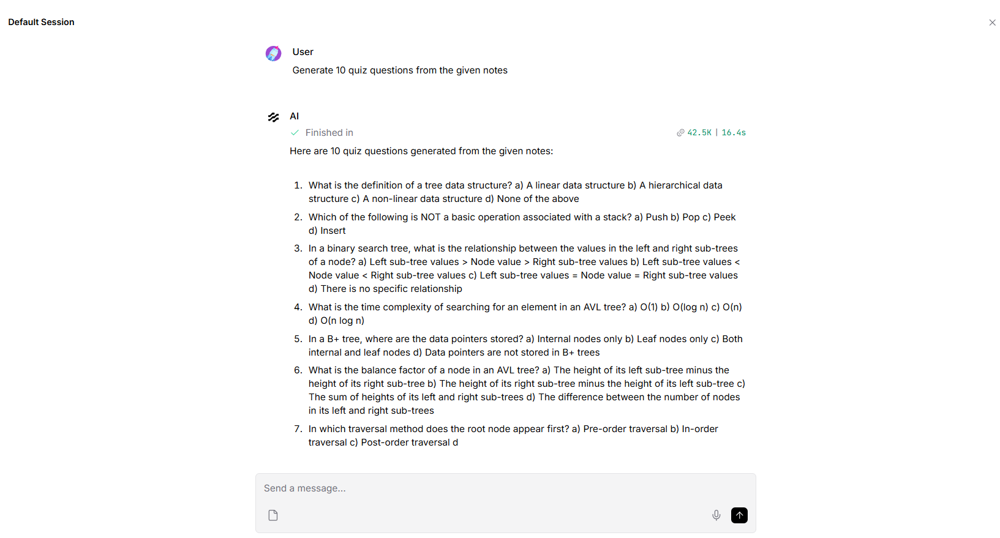 Default Session
User
Generate 10 quiz questions from the given notes
AI
Finished in
42.5K | 16.4s
Here are 10 quiz questions generated from the given notes:
1. What is the definition of a tree data structure? a) A linear data structure b) A hierarchical data
structure c) A non-linear data structure d) None of the above
2. Which of the following is NOT a basic operation associated with a stack? a) Push b) Pop c) Peek
d) Insert
3. In a binary search tree, what is the relationship between the values in the left and right sub-trees
of a node? a) Left sub-tree values > Node value > Right sub-tree values b) Left sub-tree values <
Node value < Right sub-tree values c) Left sub-tree values = Node value = Right sub-tree values
d) There is no specific relationship
4. What is the time complexity of searching for an element in an AVL tree? a) O(1) b) O(log n) c) O(n)
d) O(n log n)
5. In a B+ tree, where are the data pointers stored? a) Internal nodes only b) Leaf nodes only c) Both
internal and leaf nodes d) Data pointers are not stored in B+ trees
6. What is the balance factor of a node in an AVL tree? a) The height of its left sub-tree minus the
height of its right sub-tree b) The height of its right sub-tree minus the height of its left sub-tree c)
The sum of heights of its left and right sub-trees d) The difference between the number of nodes
in its left and right sub-trees
7. In which traversal method does the root node appear first? a) Pre-order traversal b) In-order
traversal c) Post-order traversal d
Send a message...